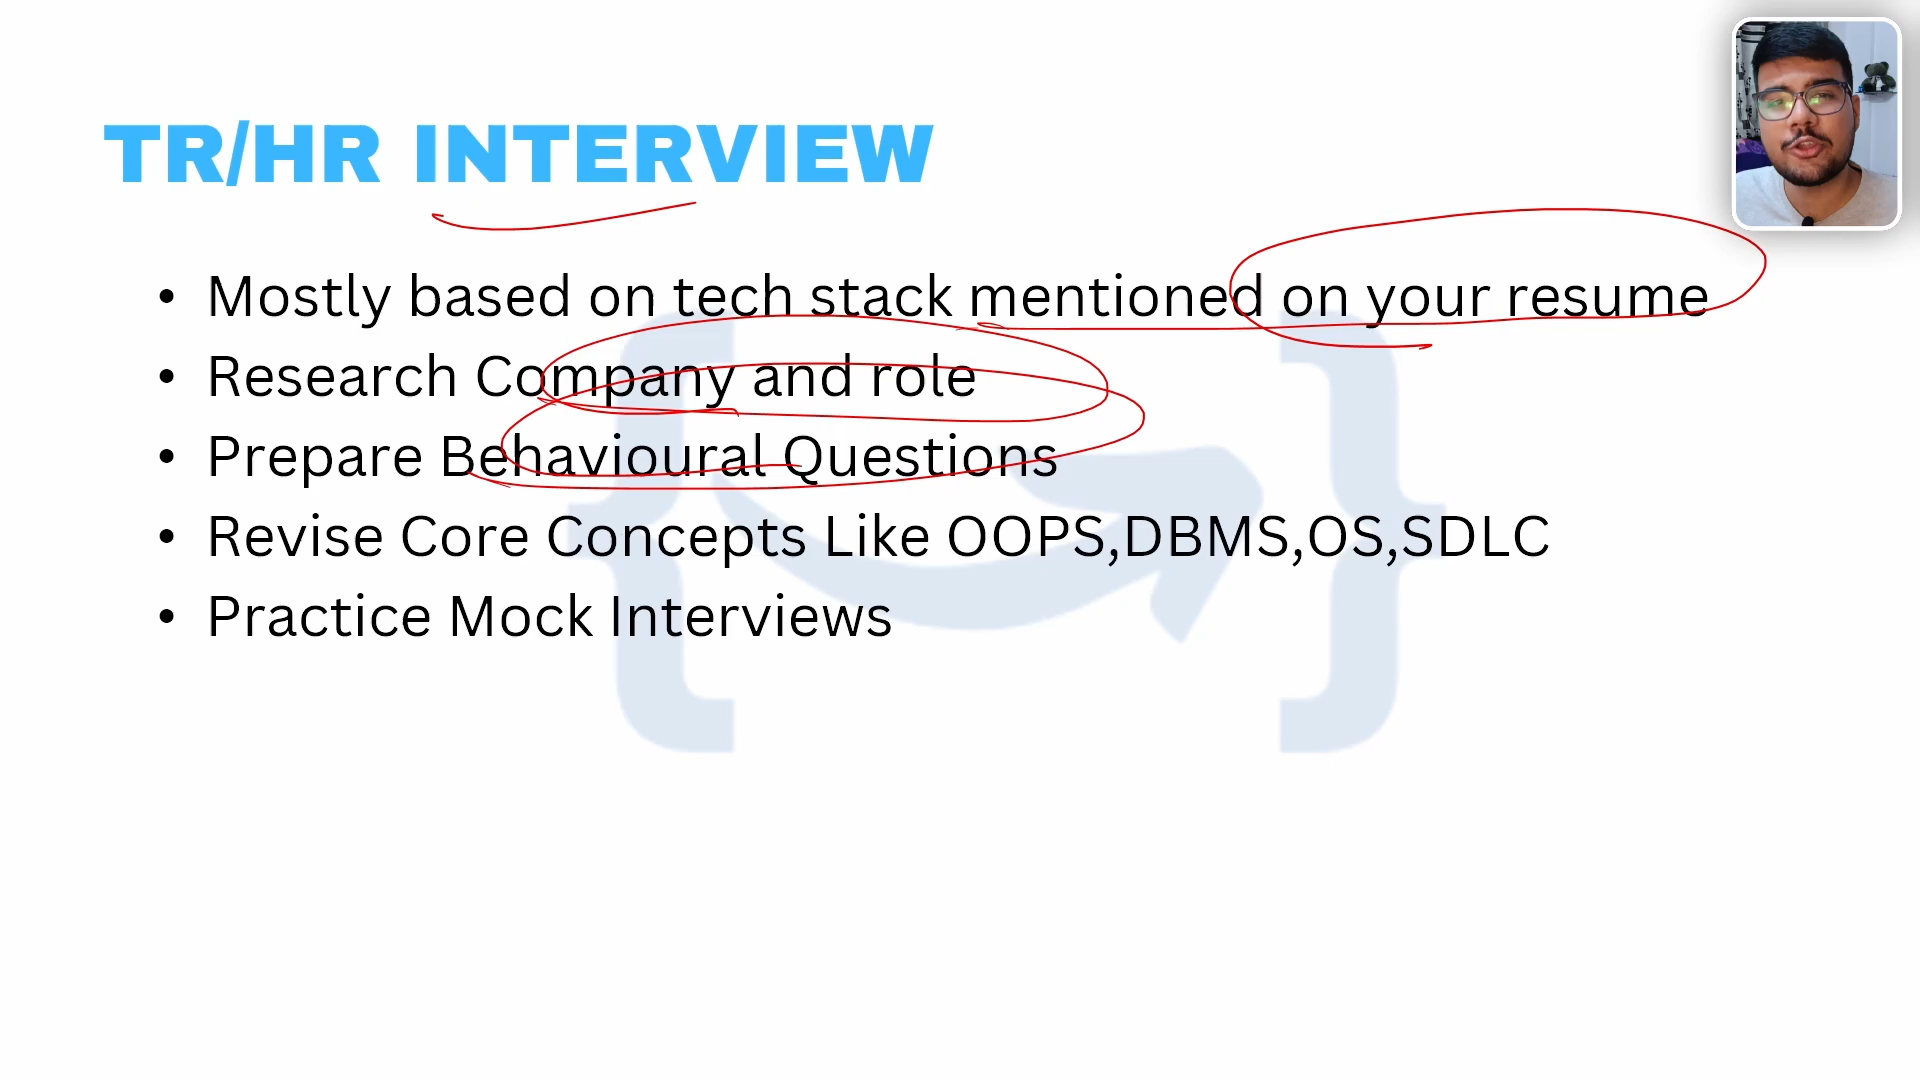 TR/HR INTERVIEW
• Mostly based on tech stack mentioned on your resume
• Research Company and role
• Prepare Behavioural Questions
• Revise Core Concepts Like OOPS,DBMS,OS,SDLC
• Practice Mock Interviews